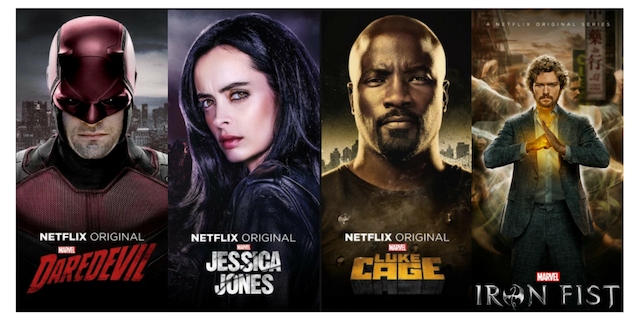 NETFLIX ORIGINAL
MARVEL
DAREDEVIL
NETFLIX ORIGINAL
MARVEL
JESSICA
JONES
NETFLIX ORIGINAL
MARVEL
LUKE
CAGE
A NETFLIX ORIGINAL SERIES
MARVEL
IRON FIST